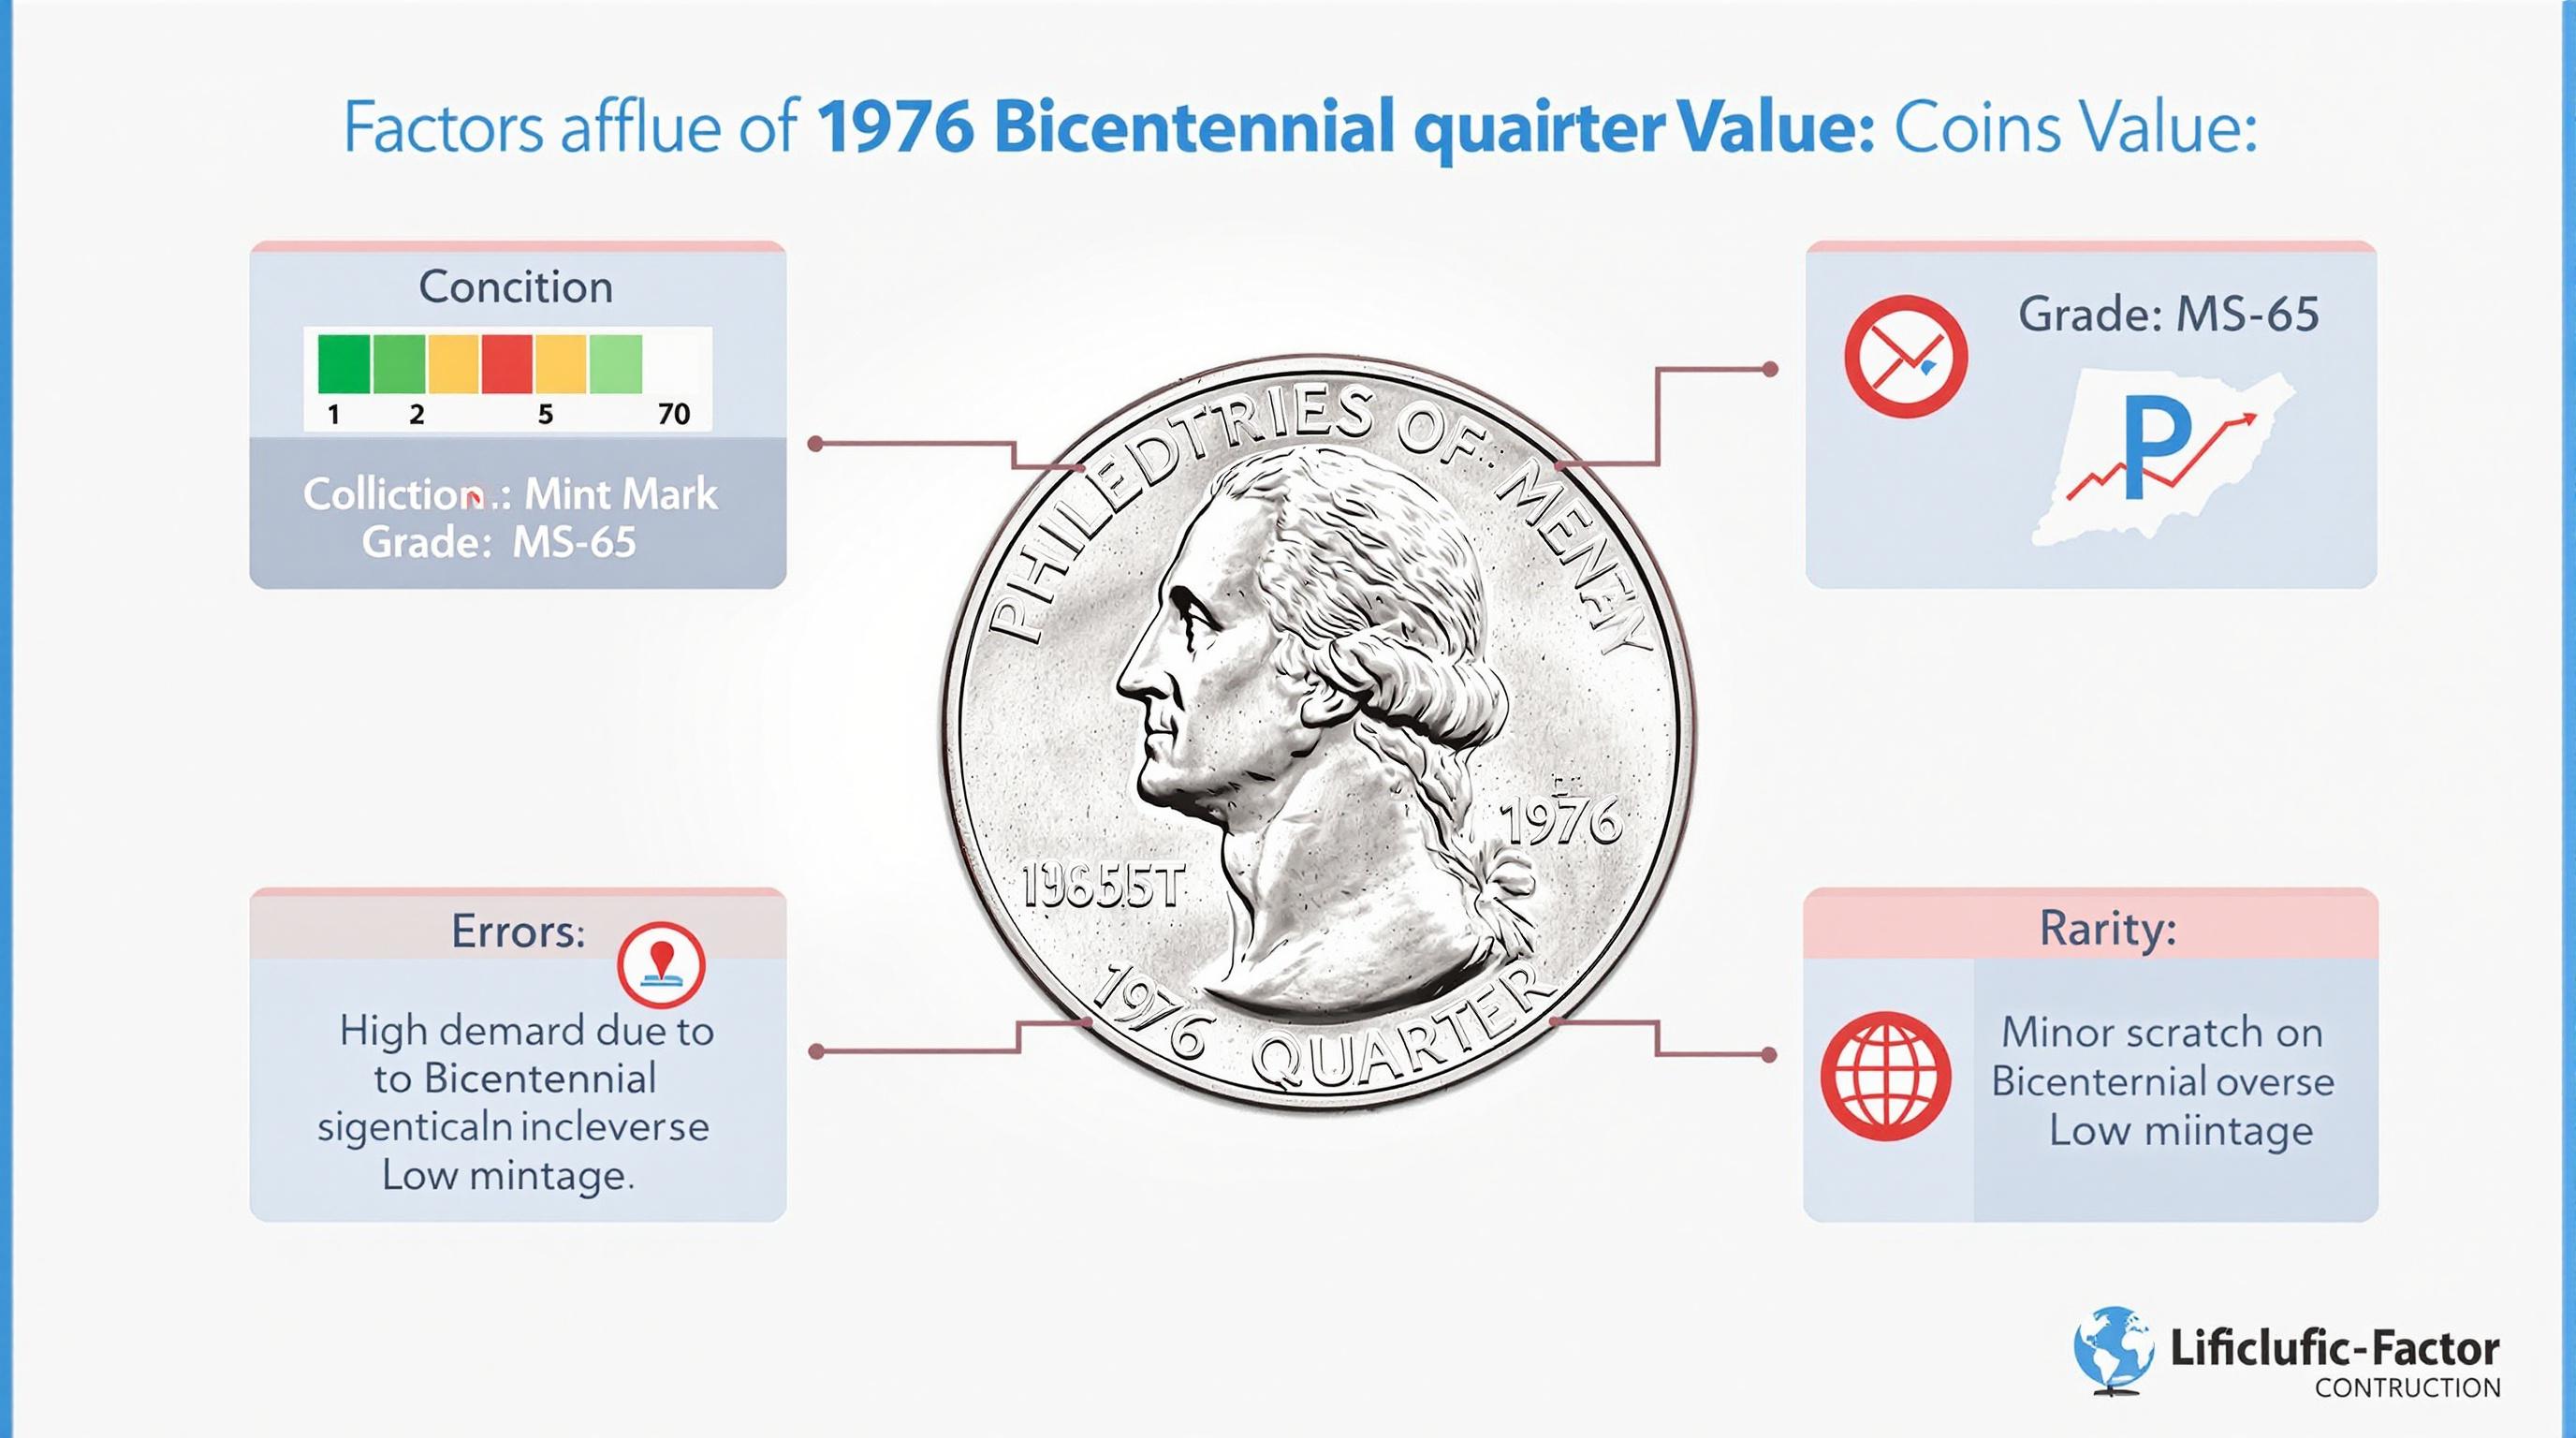 Factors afflue of 1976 Bicentennial quairter Value: Coins Value:
Concition
1 2 5 70
Colliction.: Mint Mark
Grade: MS-65
Grade: MS-65
P
PHILEDTRIES OF MENFIY
1976
19655T
1976 QUARTER
Errors:
High demard due to
to Bicentennial
sigenticaln incleverse
Low mintage.
Rarity:
Minor scratch on
Bicenternial overse
Low miintage
Lificlufic-Factor
CONTRUCTION